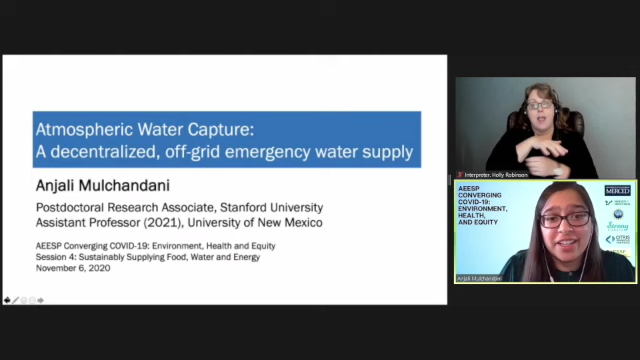 Atmospheric Water Capture:
A decentralized, off-grid emergency water supply
Anjali Mulchandani
Postdoctoral Research Associate, Stanford University
Assistant Professor (2021), University of New Mexico
AEESP Converging COVID-19: Environment, Health and Equity
Session 4: Sustainably Supplying Food, Water and Energy
November 6, 2020
Interpreter, Holly Robinson
AEESP
CONVERGING
COVID-19:
ENVIRONMENT,
HEALTH,
AND EQUITY
MERCED
CITRIS
Anjali Mulchandani